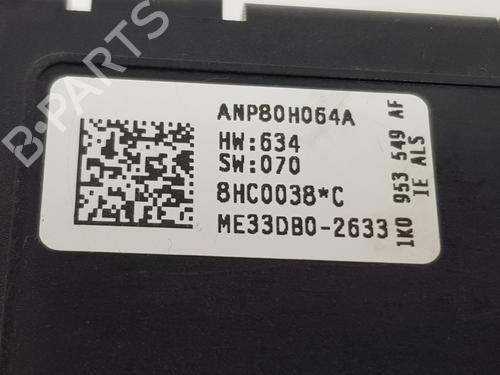 ANP80H064A
HW:634
SW:070
8HC0038*C
ME33DB0-2633
1K0 953 549 AF
IE ALS
B-PARTS